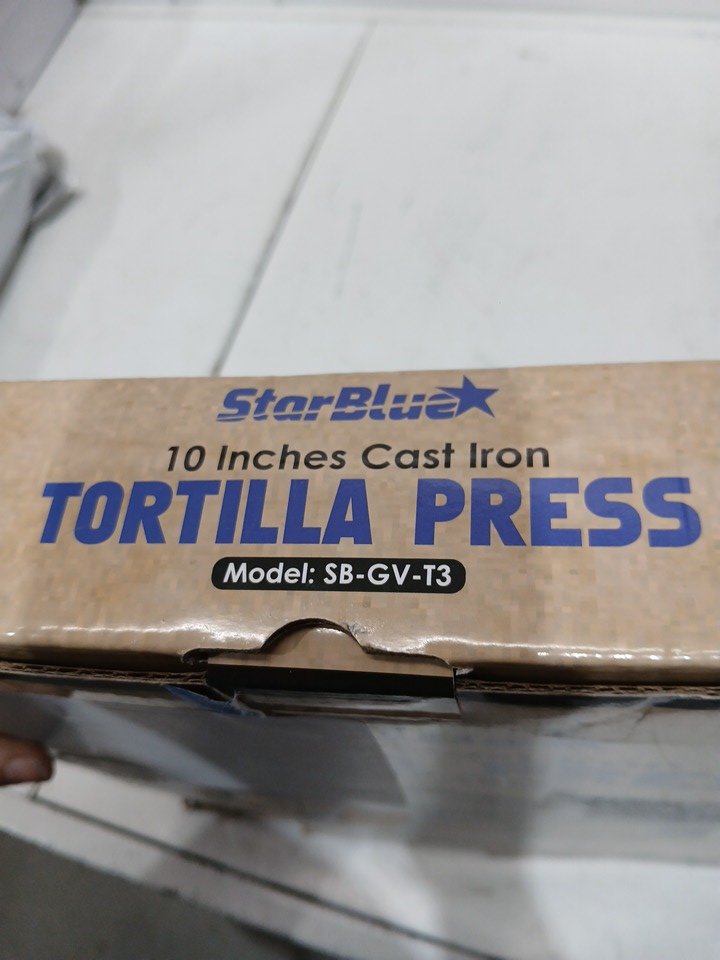 StarBlue
10 Inches Cast Iron
TORTILLA PRESS
Model: SB-GV-T3